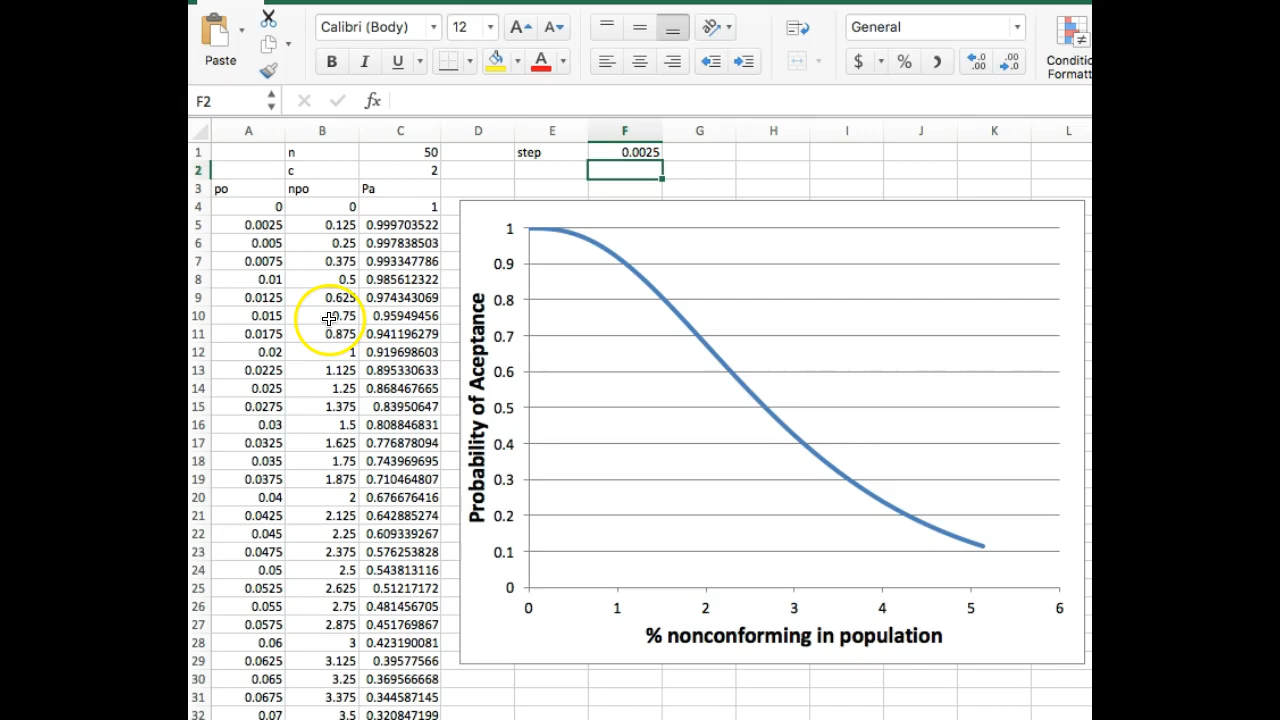 Calibri (Body) 12 A A General
Paste B I U A $ % .0 .00 .00 .0 Conditio
Formatt
F2 fx
A B C D E F G H I J K L
1 n 50 step 0.0025
2 c 2
3 po npo Pa
4 0 0 1
5 0.0025 0.125 0.999703522
6 0.005 0.25 0.997838503
7 0.0075 0.375 0.993347786
8 0.01 0.5 0.985612322
9 0.0125 0.625 0.974343069
10 0.015 0.75 0.95949456
11 0.0175 0.875 0.941196279
12 0.02 1 0.919698603
13 0.0225 1.125 0.895330633
14 0.025 1.25 0.868467665
15 0.0275 1.375 0.83950647
16 0.03 1.5 0.808846831
17 0.0325 1.625 0.776878094
18 0.035 1.75 0.743969695
19 0.0375 1.875 0.710464807
20 0.04 2 0.676676416
21 0.0425 2.125 0.642885274
22 0.045 2.25 0.609339267
23 0.0475 2.375 0.576253828
24 0.05 2.5 0.543813116
25 0.0525 2.625 0.51217172
26 0.055 2.75 0.481456705
27 0.0575 2.875 0.451769867
28 0.06 3 0.423190081
29 0.0625 3.125 0.39577566
30 0.065 3.25 0.369566668
31 0.0675 3.375 0.344587145
32 0.07 3.5 0.320847199
Probability of Aceptance
1
0.9
0.8
0.7
0.6
0.5
0.4
0.3
0.2
0.1
0
0 1 2 3 4 5 6
% nonconforming in population